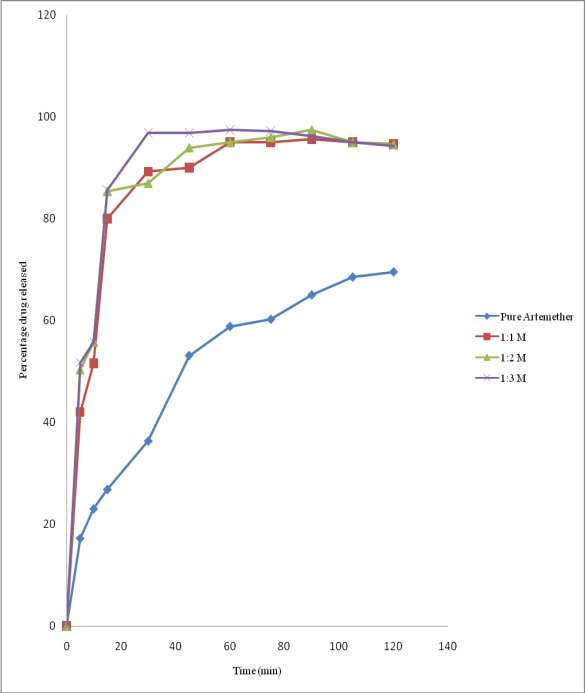 120
100
80
60
40
20
0
Percentage drug released
0 20 40 60 80 100 120 140
Time (min)
Pure Artemether
1:1 M
1:2 M
1:3 M